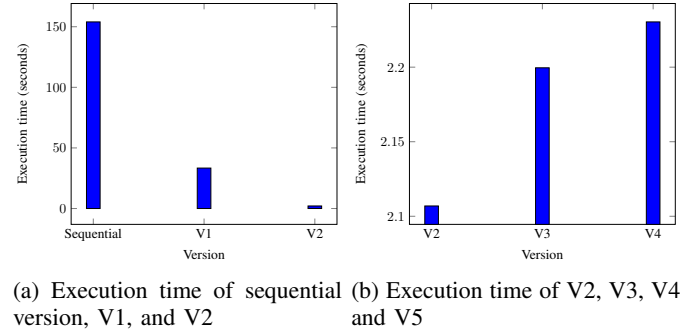 150
100
50
0
Execution time (seconds)
Sequential
V1
V2
Version
2.2
2.15
2.1
Execution time (seconds)
V2
V3
V4
Version
(a) Execution time of sequential
version, V1, and V2
(b) Execution time of V2, V3, V4
and V5